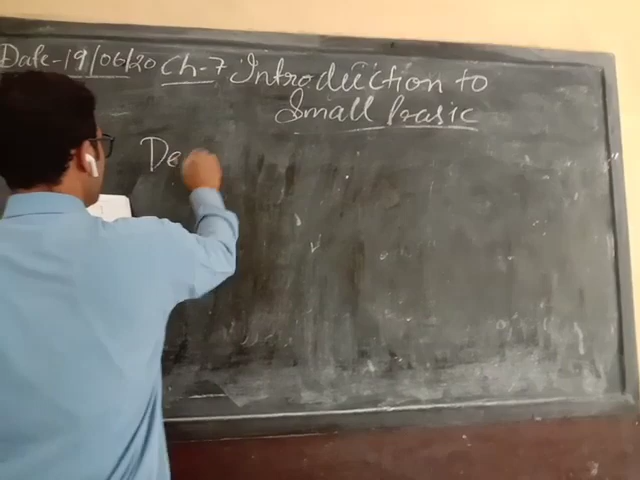 Date-19/06/20 Ch-7 Introduction to
Small Basic
De